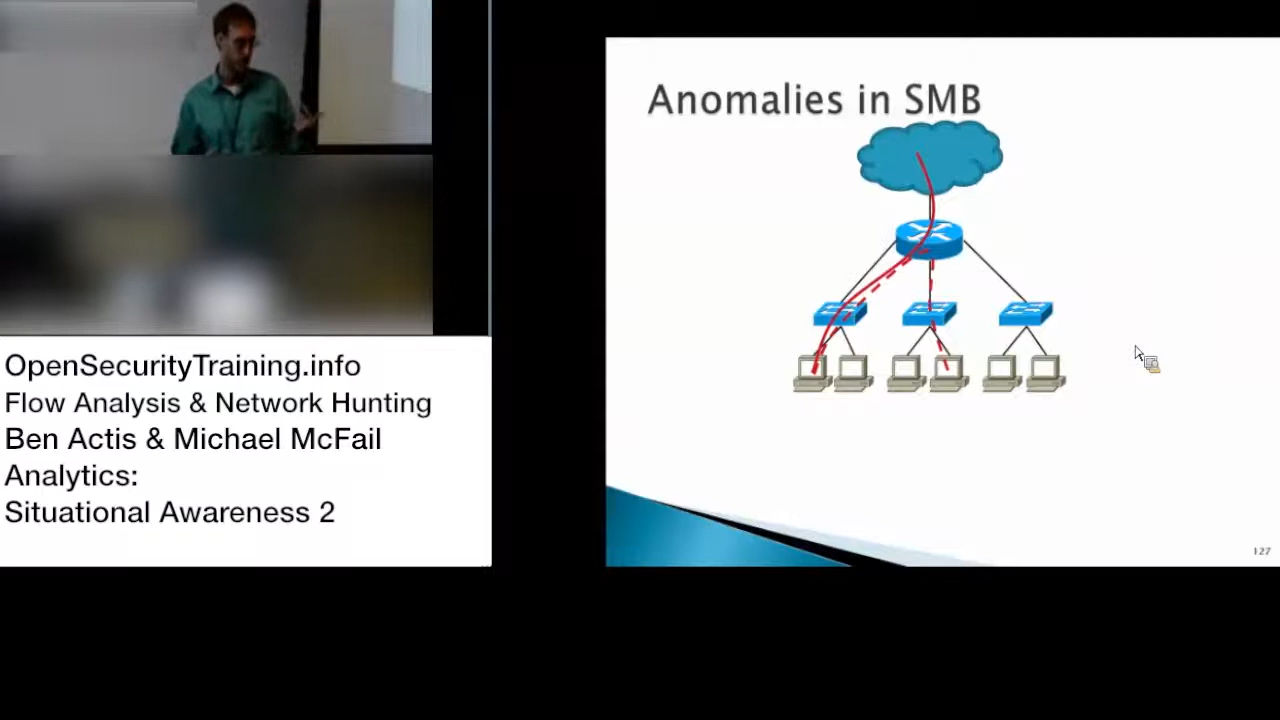 Anomalies in SMB
OpenSecurityTraining.info
Flow Analysis & Network Hunting
Ben Actis & Michael McFail
Analytics:
Situational Awareness 2
127